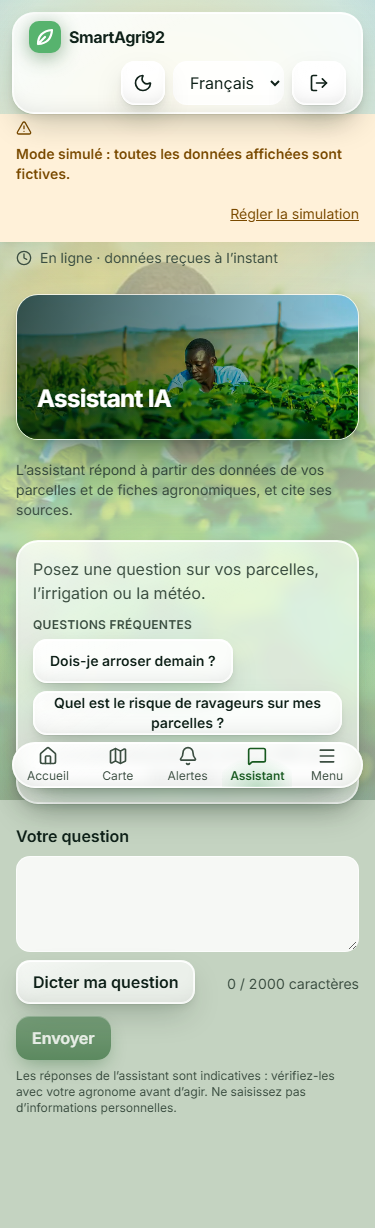 SmartAgri92
Français
Mode simulé : toutes les données affichées sont
fictives.
Régler la simulation
En ligne · données reçues à l’instant
Assistant IA
L’assistant répond à partir des données de vos
parcelles et de fiches agronomiques, et cite ses
sources.
Posez une question sur vos parcelles,
l’irrigation ou la météo.
QUESTIONS FRÉQUENTES
Dois-je arroser demain ?
Quel est le risque de ravageurs sur mes
parcelles ?
Accueil
Carte
Alertes
Assistant
Menu
Votre question
Dicter ma question
0 / 2000 caractères
Envoyer
Les réponses de l’assistant sont indicatives : vérifiez-les
avec votre agronome avant d’agir. Ne saisissez pas
d’informations personnelles.